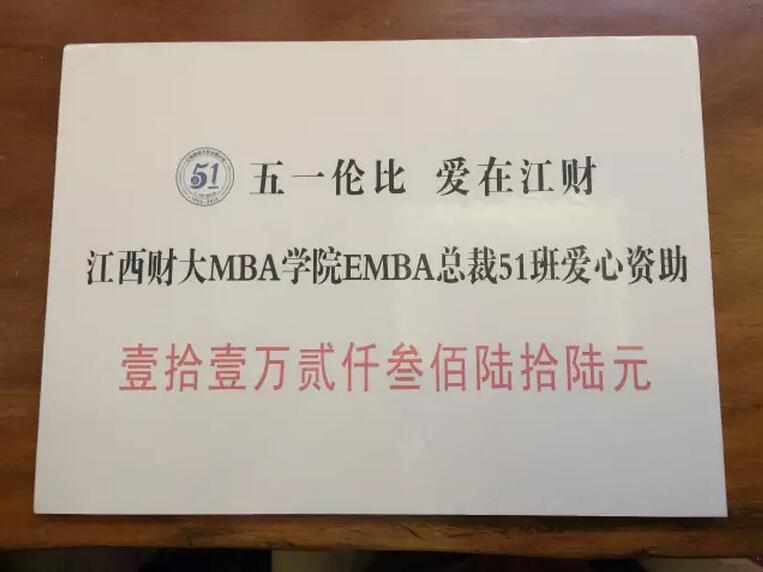 51 五一伦比 爱在江财
江西财大MBA学院EMBA总裁51班爱心资助
壹拾壹万贰仟叁佰陆拾陆元